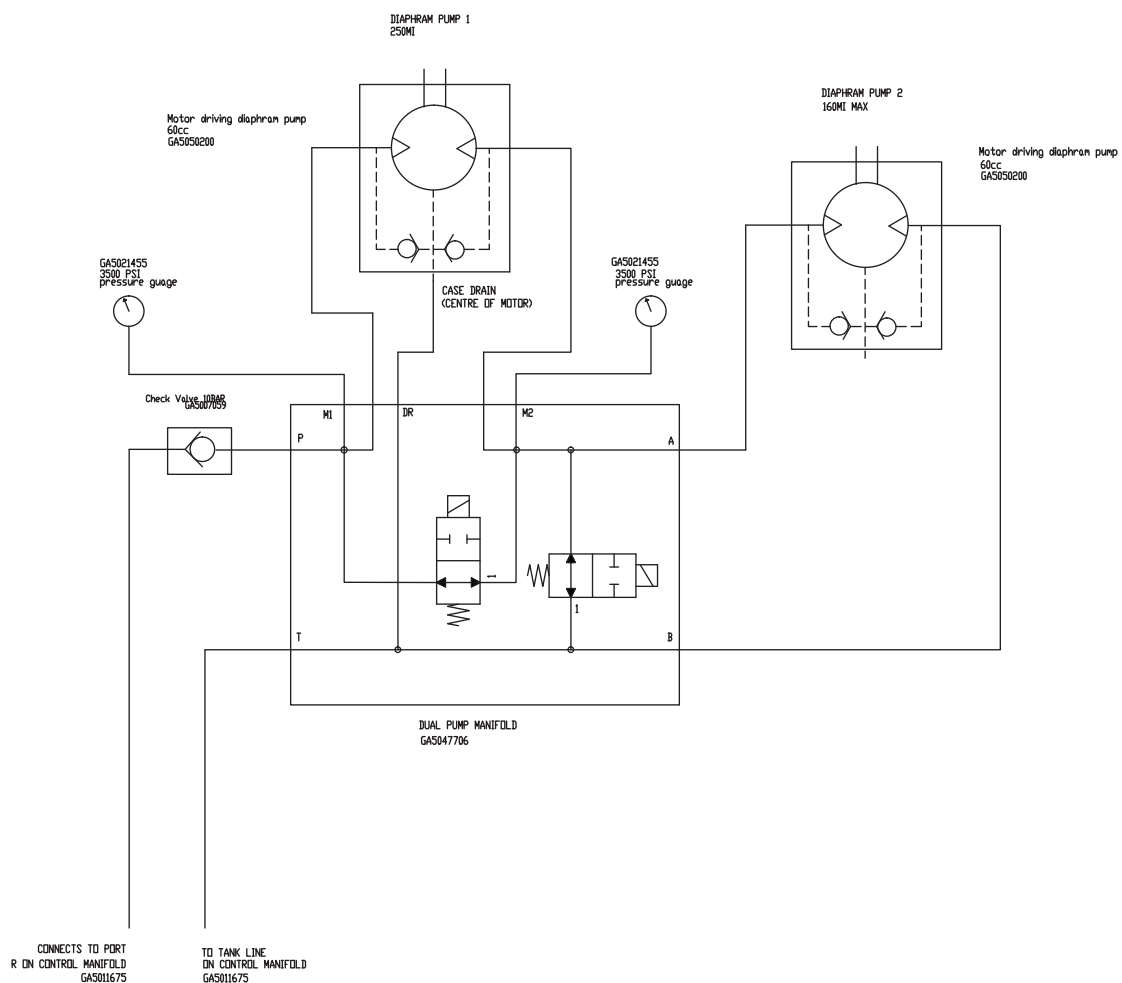 DIAPHRAM PUMP 1
250MI
DIAPHRAM PUMP 2
160MI MAX
Motor driving diaphram pump
60cc
GA5050200
Motor driving diaphram pump
60cc
GA5050200
GA5021455
3500 PSI
pressure guage
GA5021455
3500 PSI
pressure guage
CASE DRAIN
(CENTRE OF MOTOR)
Check Valve 10BAR
GA5007059
M1
DR
M2
P
A
1
1
T
B
DUAL PUMP MANIFOLD
GA5047706
CONNECTS TO PORT
R ON CONTROL MANIFOLD
GA5011675
TO TANK LINE
ON CONTROL MANIFOLD
GA5011675